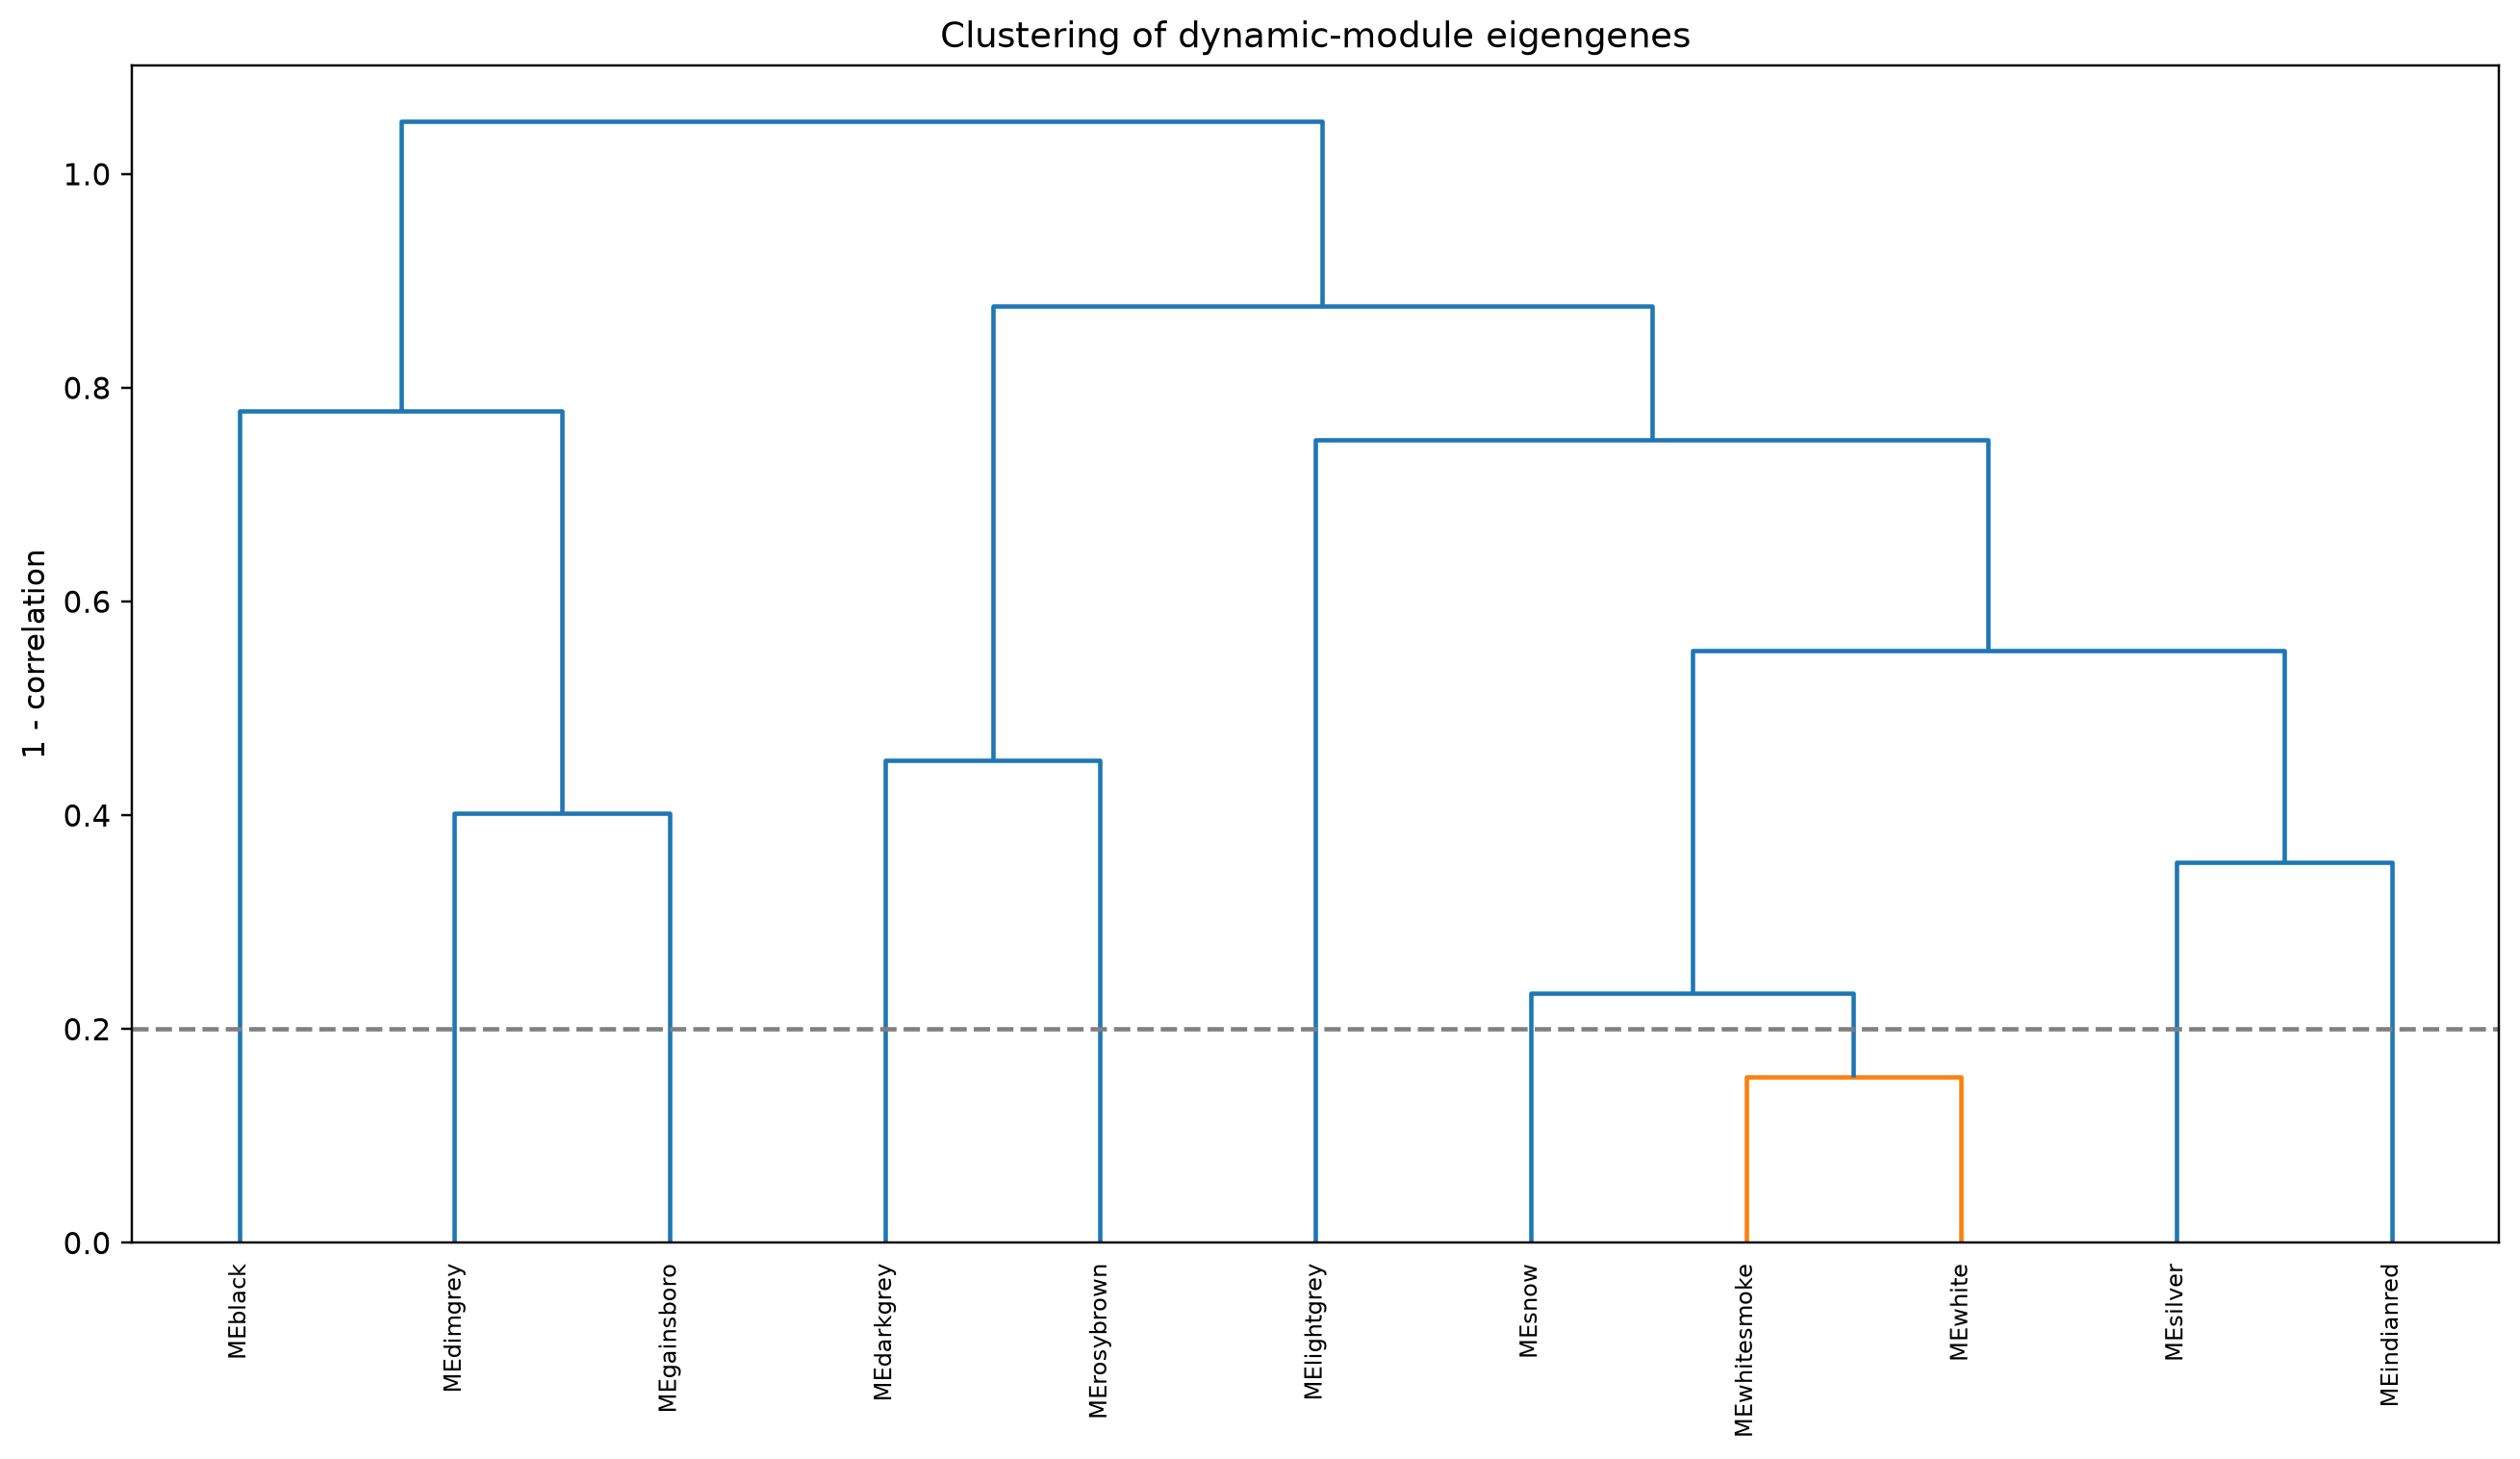 Clustering of dynamic-module eigengenes
1 - correlation
1.0
0.8
0.6
0.4
0.2
0.0
MEblack
MEdimgrey
MEgainsboro
MEdarkgrey
MErosybrown
MElightgrey
MEsnow
MEwhitesmoke
MEwhite
MEsilver
MEindianred